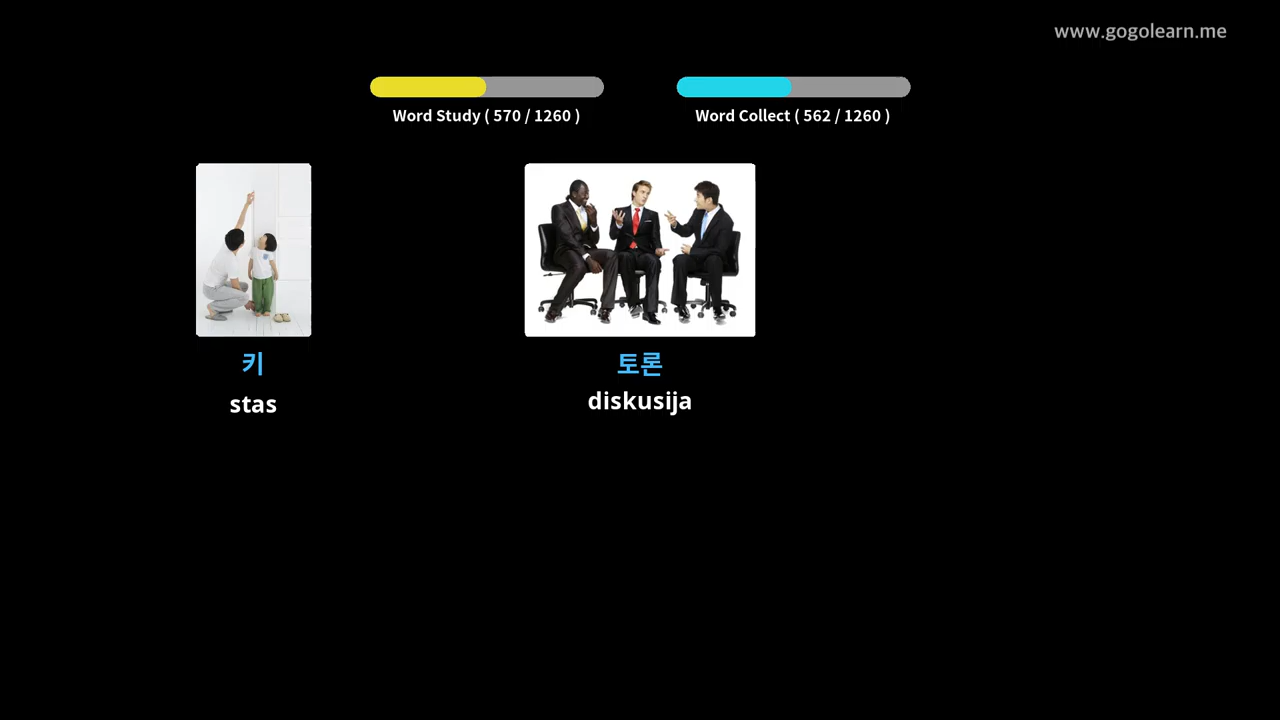 www.gogolearn.me
Word Study ( 570 / 1260 )
Word Collect ( 562 / 1260 )
키
stas
토론
diskusija